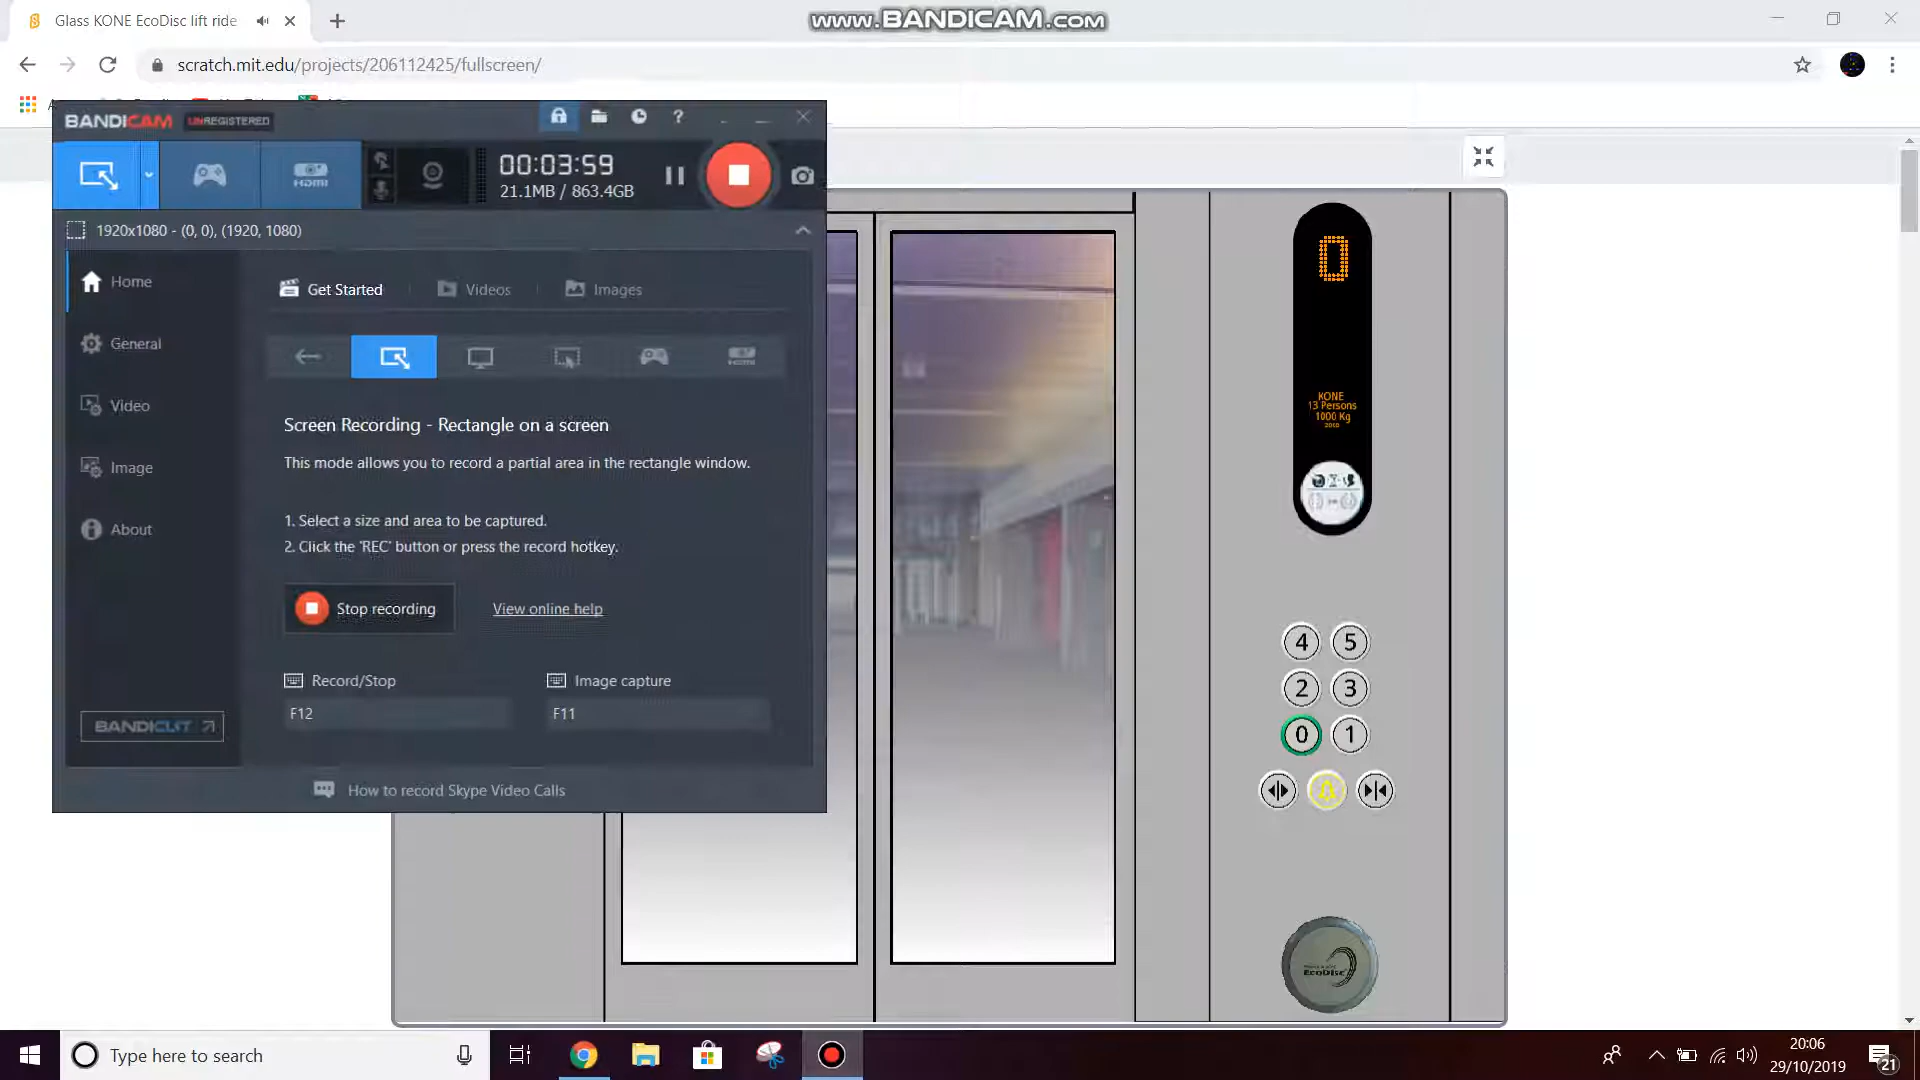 Glass KONE EcoDisc lift ride
www.BANDICAM.com
scratch.mit.edu/projects/206112425/fullscreen/
BANDICAM UNREGISTERED
HDMI
00:03:59
21.1MB / 863.4GB
1920x1080 - (0, 0), (1920, 1080)
Home
General
Video
Image
About
BANDICUT
Get Started
Videos
Images
HDMI
Screen Recording - Rectangle on a screen
This mode allows you to record a partial area in the rectangle window.
1. Select a size and area to be captured.
2. Click the 'REC' button or press the record hotkey.
Stop recording
View online help
Record/Stop
Image capture
F12
F11
How to record Skype Video Calls
0
KONE
13 Persons
1000 Kg
4 5
2 3
0 1
EcoDisc
Type here to search
20:06
29/10/2019
21